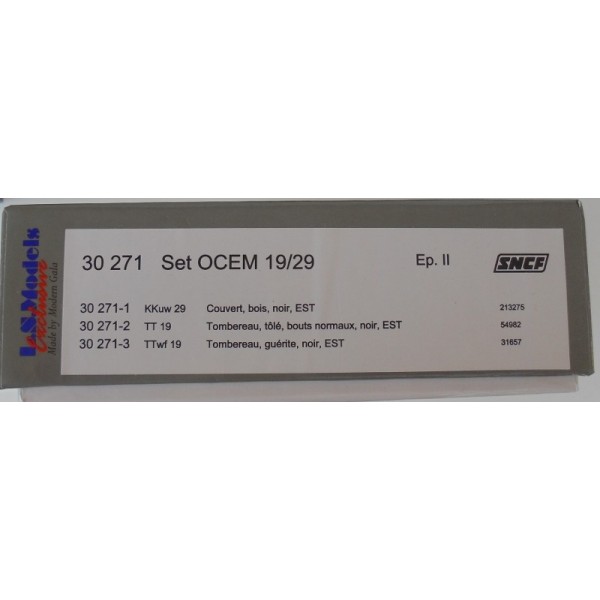 L.S.Models
exclusive
Made by Modern Gala
30 271 Set OCEM 19/29 Ep. II SNCF
30 271-1 KKuw 29 Couvert, bois, noir, EST 213275
30 271-2 TT 19 Tombereau, tôlé, bouts normaux, noir, EST 54982
30 271-3 TTwf 19 Tombereau, guérite, noir, EST 31657